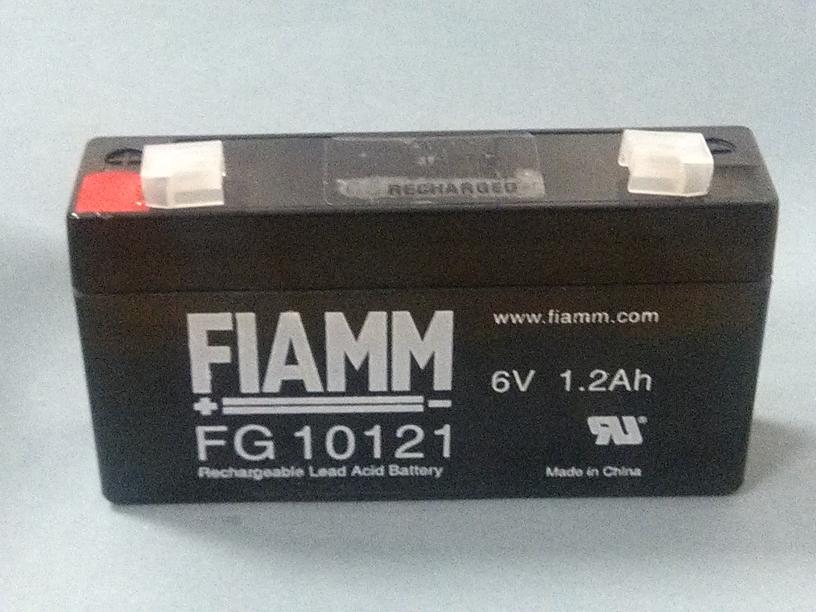 RECHARGED
FIAMM
www.fiamm.com
6V 1.2Ah
FG 10121
Rechargeable Lead Acid Battery
Made in China